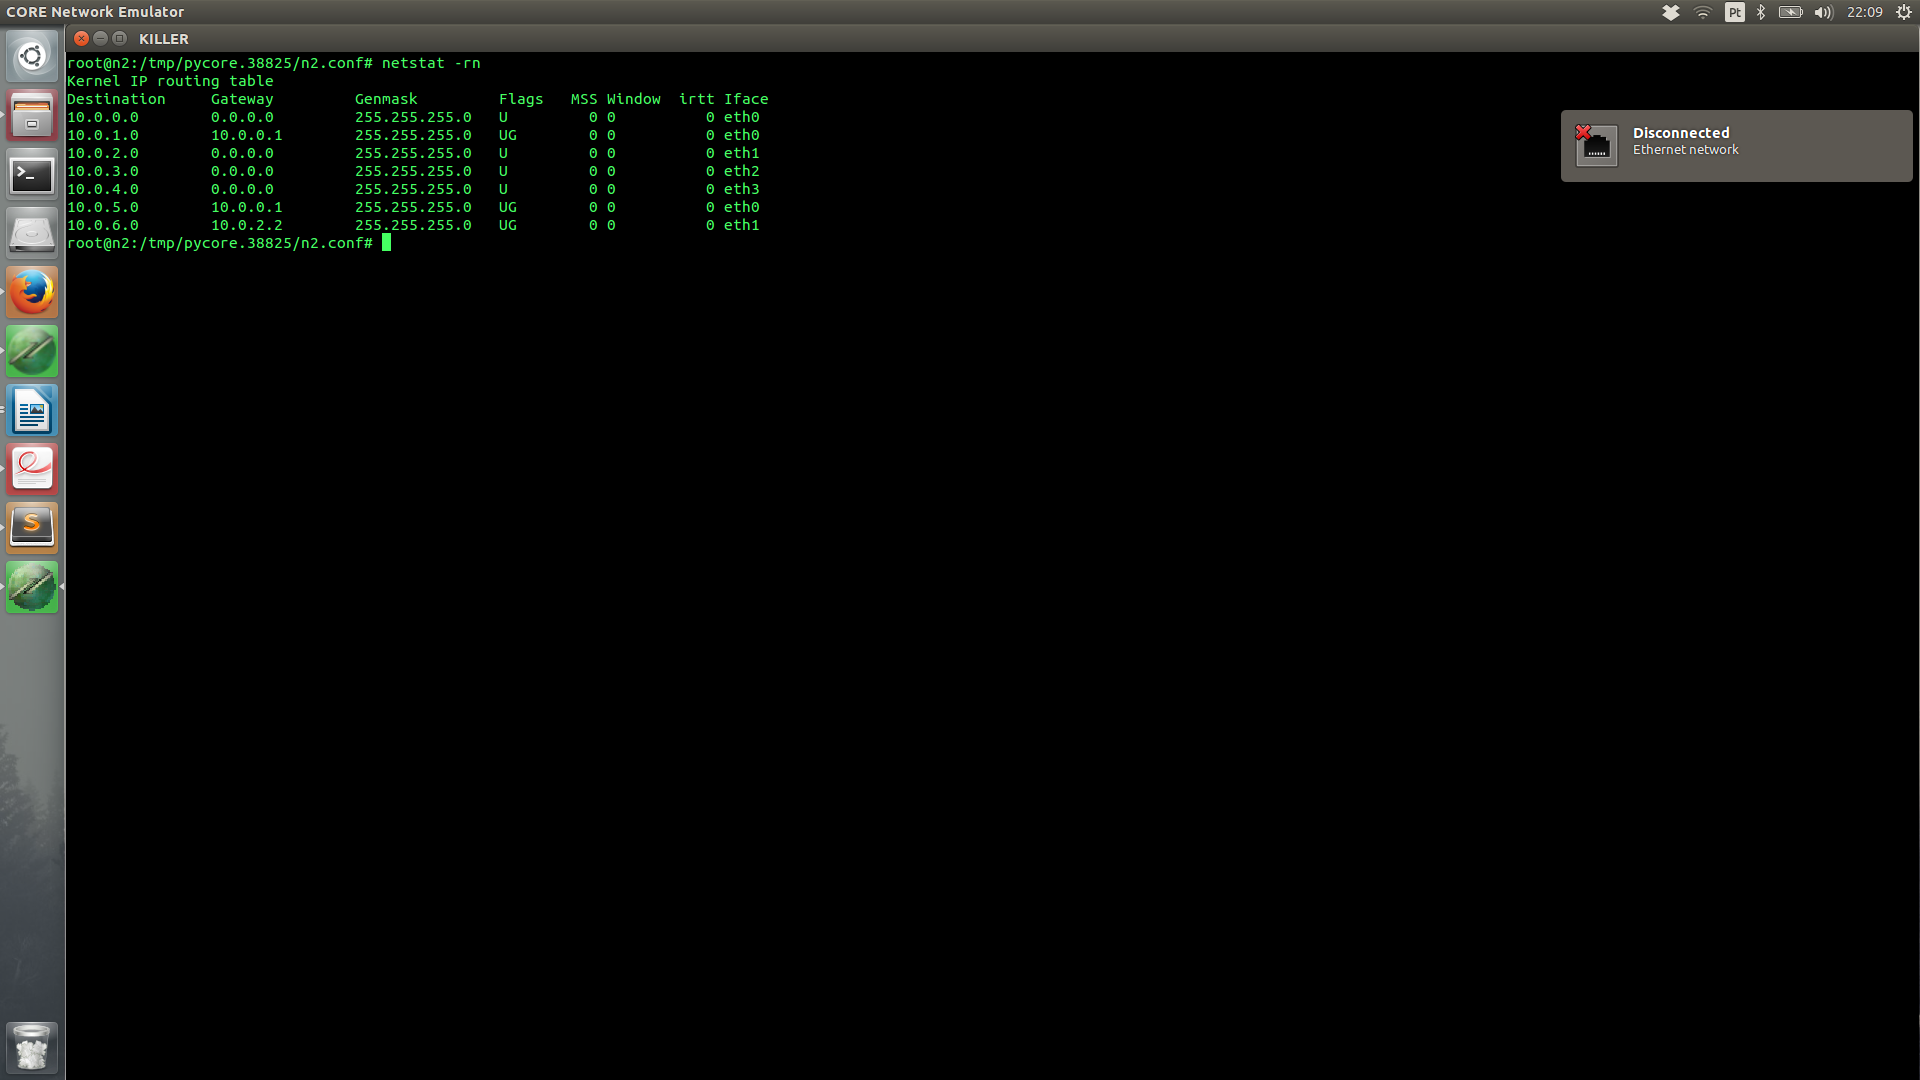 CORE Network Emulator
Pt
22:09
KILLER
root@n2:/tmp/pycore.38825/n2.conf# netstat -rn
Kernel IP routing table
Destination     Gateway         Genmask         Flags   MSS Window  irtt Iface
10.0.0.0        0.0.0.0         255.255.255.0   U         0 0          0 eth0
10.0.1.0        10.0.0.1        255.255.255.0   UG        0 0          0 eth0
10.0.2.0        0.0.0.0         255.255.255.0   U         0 0          0 eth1
10.0.3.0        0.0.0.0         255.255.255.0   U         0 0          0 eth2
10.0.4.0        0.0.0.0         255.255.255.0   U         0 0          0 eth3
10.0.5.0        10.0.0.1        255.255.255.0   UG        0 0          0 eth0
10.0.6.0        10.0.2.2        255.255.255.0   UG        0 0          0 eth1
root@n2:/tmp/pycore.38825/n2.conf#
Disconnected
Ethernet network